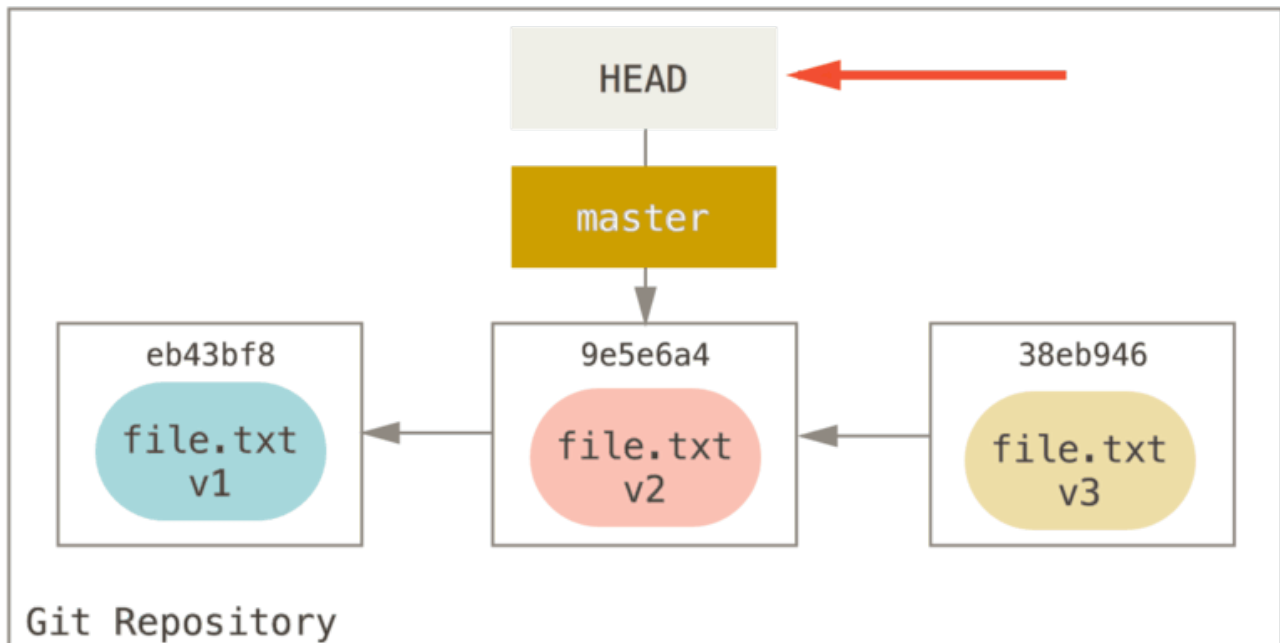 HEAD
master
eb43bf8
file.txt
v1
9e5e6a4
file.txt
v2
38eb946
file.txt
v3
Git Repository